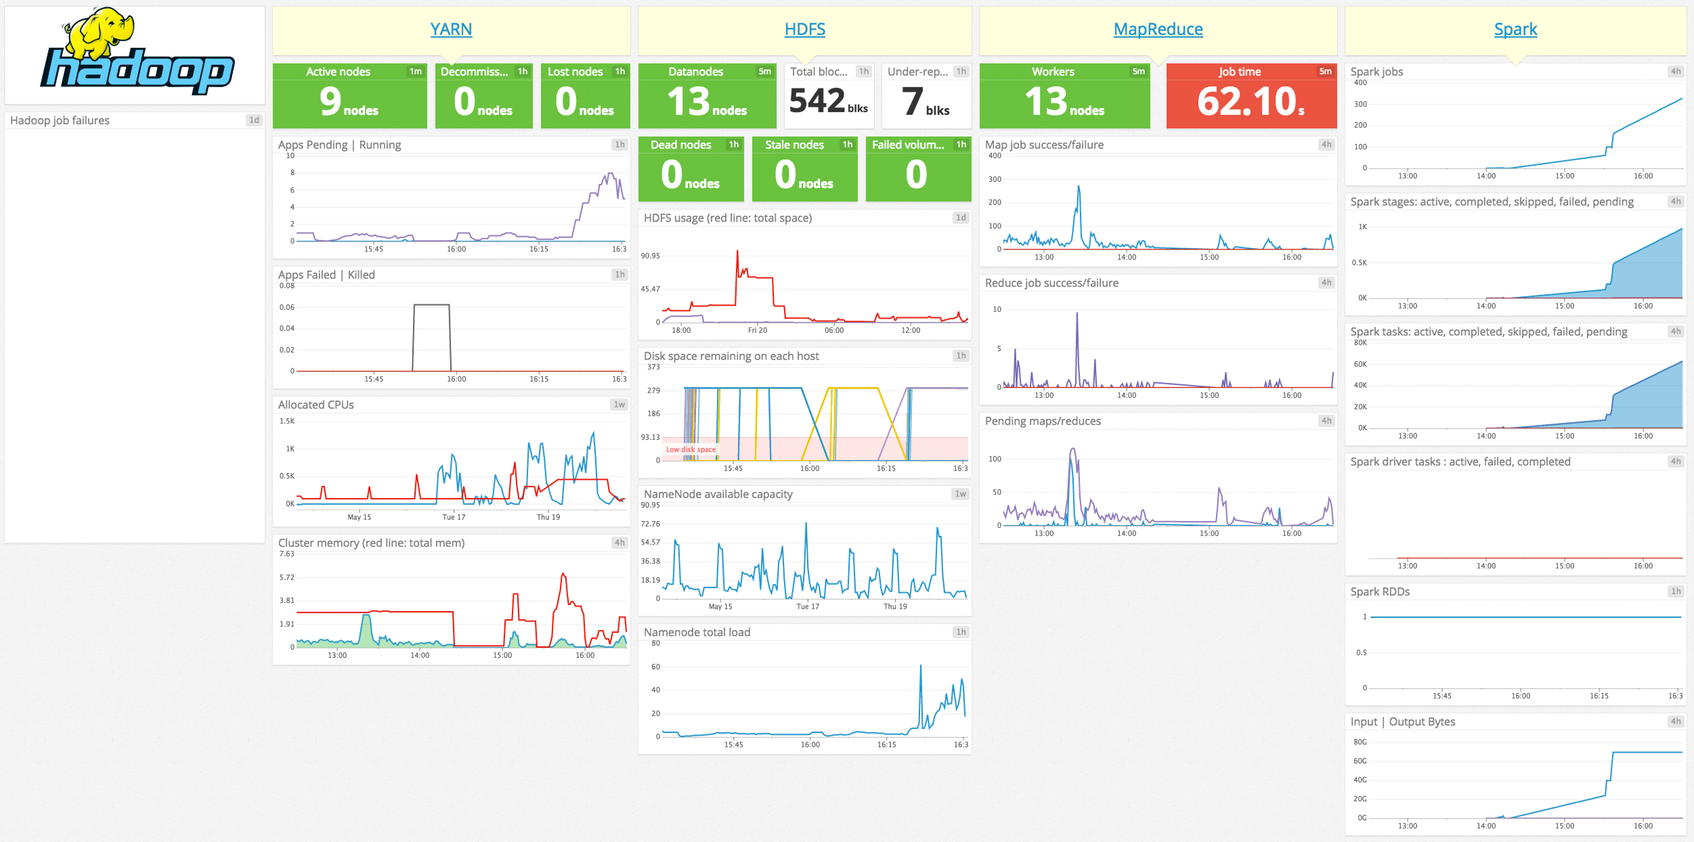 hadoop
Hadoop job failures 1d
YARN
Active nodes 1m
9 nodes
Decommiss... 1h
0 nodes
Lost nodes 1h
0 nodes
Apps Pending | Running 1h
10
8
6
4
2
0
15:45 16:00 16:15 16:3
Apps Failed | Killed 1h
0.08
0.06
0.04
0.02
0
15:45 16:00 16:15 16:3
Allocated CPUs 1w
1.5K
1K
0.5K
0K
May 15 Tue 17 Thu 19
Cluster memory (red line: total mem) 4h
7.63
5.72
3.81
1.91
0
13:00 14:00 15:00 16:00
HDFS
Datanodes 5m
13 nodes
Total bloc... 1h
542 blks
Under-rep... 1h
7 blks
Dead nodes 1h
0 nodes
Stale nodes 1h
0 nodes
Failed volum... 1h
0
HDFS usage (red line: total space) 1d
90.95
45.47
0
18:00 Fri 20 06:00 12:00
Disk space remaining on each host 1h
373
279
186
93.13
Low disk space
0
15:45 16:00 16:15 16:3
NameNode available capacity 1w
90.95
72.76
54.57
36.38
18.19
0
May 15 Tue 17 Thu 19
Namenode total load 1h
80
60
40
20
0
15:45 16:00 16:15 16:3
MapReduce
Workers 5m
13 nodes
Job time 5m
62.10 s
Map job success/failure 4h
400
300
200
100
0
13:00 14:00 15:00 16:00
Reduce job success/failure 4h
10
5
0
13:00 14:00 15:00 16:00
Pending maps/reduces 4h
100
50
0
13:00 14:00 15:00 16:00
Spark
Spark jobs 4h
400
300
200
100
0
13:00 14:00 15:00 16:00
Spark stages: active, completed, skipped, failed, pending 4h
1K
0.5K
0K
13:00 14:00 15:00 16:00
Spark tasks: active, completed, skipped, failed, pending 4h
80K
60K
40K
20K
0K
13:00 14:00 15:00 16:00
Spark driver tasks : active, failed, completed 4h
13:00 14:00 15:00 16:00
Spark RDDs 1h
1
0.5
0
15:45 16:00 16:15 16:3
Input | Output Bytes 4h
80G
60G
40G
20G
0G
13:00 14:00 15:00 16:00